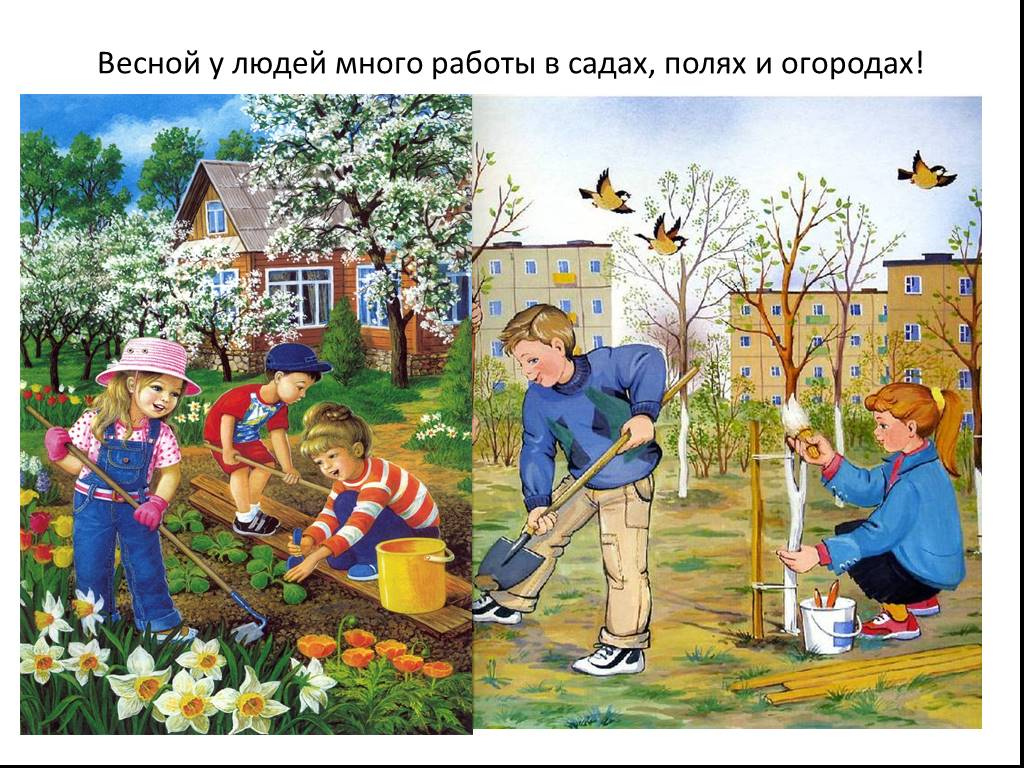 Весной у людей много работы в садах, полях и огородах!